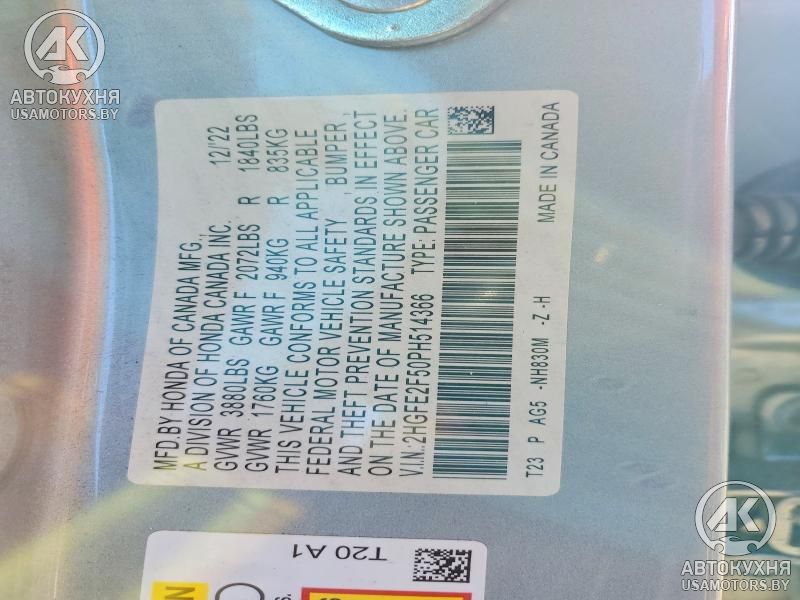 АК
АВТОКУХНЯ
USAMOTORS.BY
MFD.BY HONDA OF CANADA MFG., 12/'22
A DIVISION OF HONDA CANADA INC.
GVWR 3880LBS GAWR F 2072LBS R 1840LBS
GVWR 1760KG GAWR F 940KG R 835KG
THIS VEHICLE CONFORMS TO ALL APPLICABLE
FEDERAL MOTOR VEHICLE SAFETY BUMPER,
AND THEFT PREVENTION STANDARDS IN EFFECT
ON THE DATE OF MANUFACTURE SHOWN ABOVE.
V.I.N.:2HGFE2F50PH514366 TYPE: PASSENGER CAR
T23 P AG5 -NH830M -Z -H MADE IN CANADA
T20 A1
АК
АВТОКУХНЯ
USAMOTORS.BY